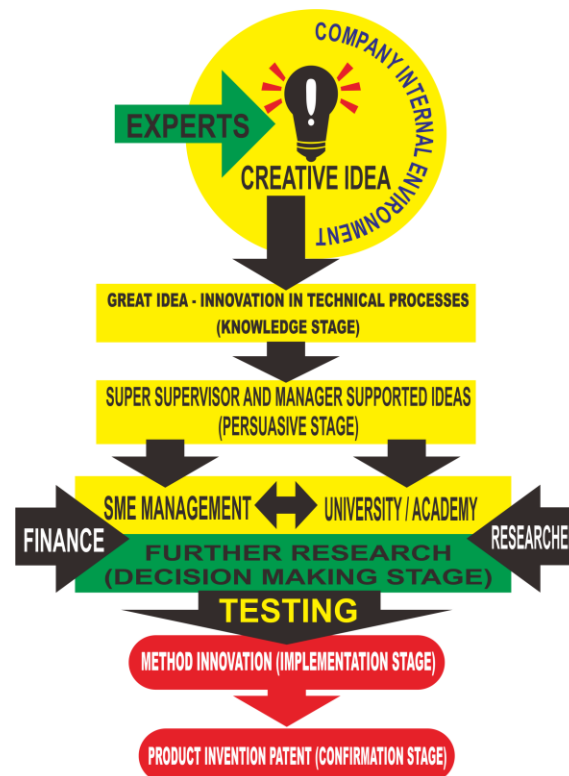 COMPANY INTERNAL ENVIRONMENT
EXPERTS
CREATIVE IDEA
GREAT IDEA - INNOVATION IN TECHNICAL PROCESSES
(KNOWLEDGE STAGE)
SUPER SUPERVISOR AND MANAGER SUPPORTED IDEAS
(PERSUASIVE STAGE)
SME MANAGEMENT
UNIVERSITY / ACADEMY
FINANCE
RESEARCHE
FURTHER RESEARCH
(DECISION MAKING STAGE)
TESTING
METHOD INNOVATION (IMPLEMENTATION STAGE)
PRODUCT INVENTION PATENT (CONFIRMATION STAGE)